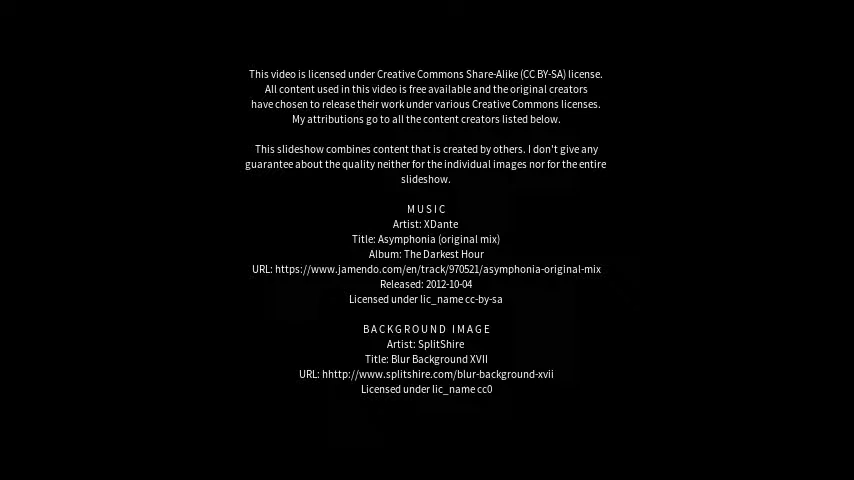 This video is licensed under Creative Commons Share-Alike (CC BY-SA) license.
All content used in this video is free available and the original creators
have chosen to release their work under various Creative Commons licenses.
My attributions go to all the content creators listed below.
This slideshow combines content that is created by others. I don't give any
guarantee about the quality neither for the individual images nor for the entire
slideshow.
MUSIC
Artist: XDante
Title: Asymphonia (original mix)
Album: The Darkest Hour
URL: https://www.jamendo.com/en/track/970521/asymphonia-original-mix
Released: 2012-10-04
Licensed under lic_name cc-by-sa
BACKGROUND IMAGE
Artist: SplitShire
Title: Blur Background XVII
URL: hhttp://www.splitshire.com/blur-background-xvii
Licensed under lic_name cc0